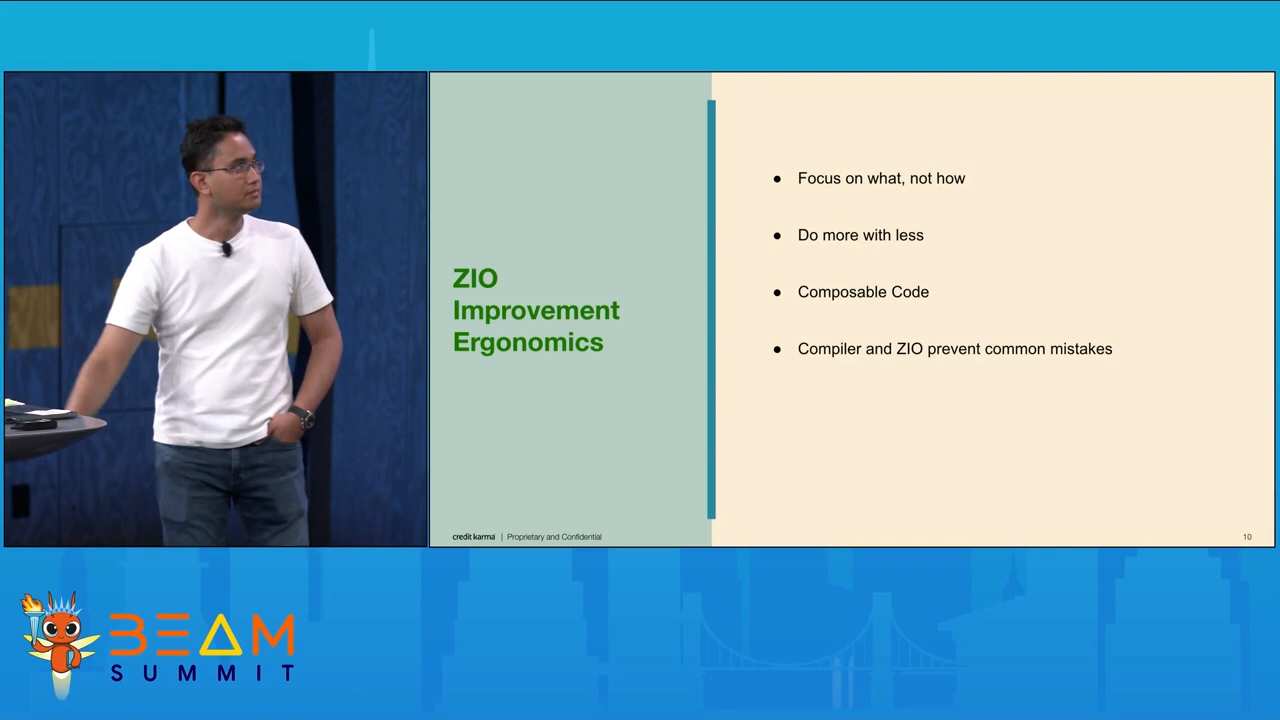 ZIO
Improvement
Ergonomics
● Focus on what, not how
● Do more with less
● Composable Code
● Compiler and ZIO prevent common mistakes
credit karma | Proprietary and Confidential
10
BEAM
SUMMIT